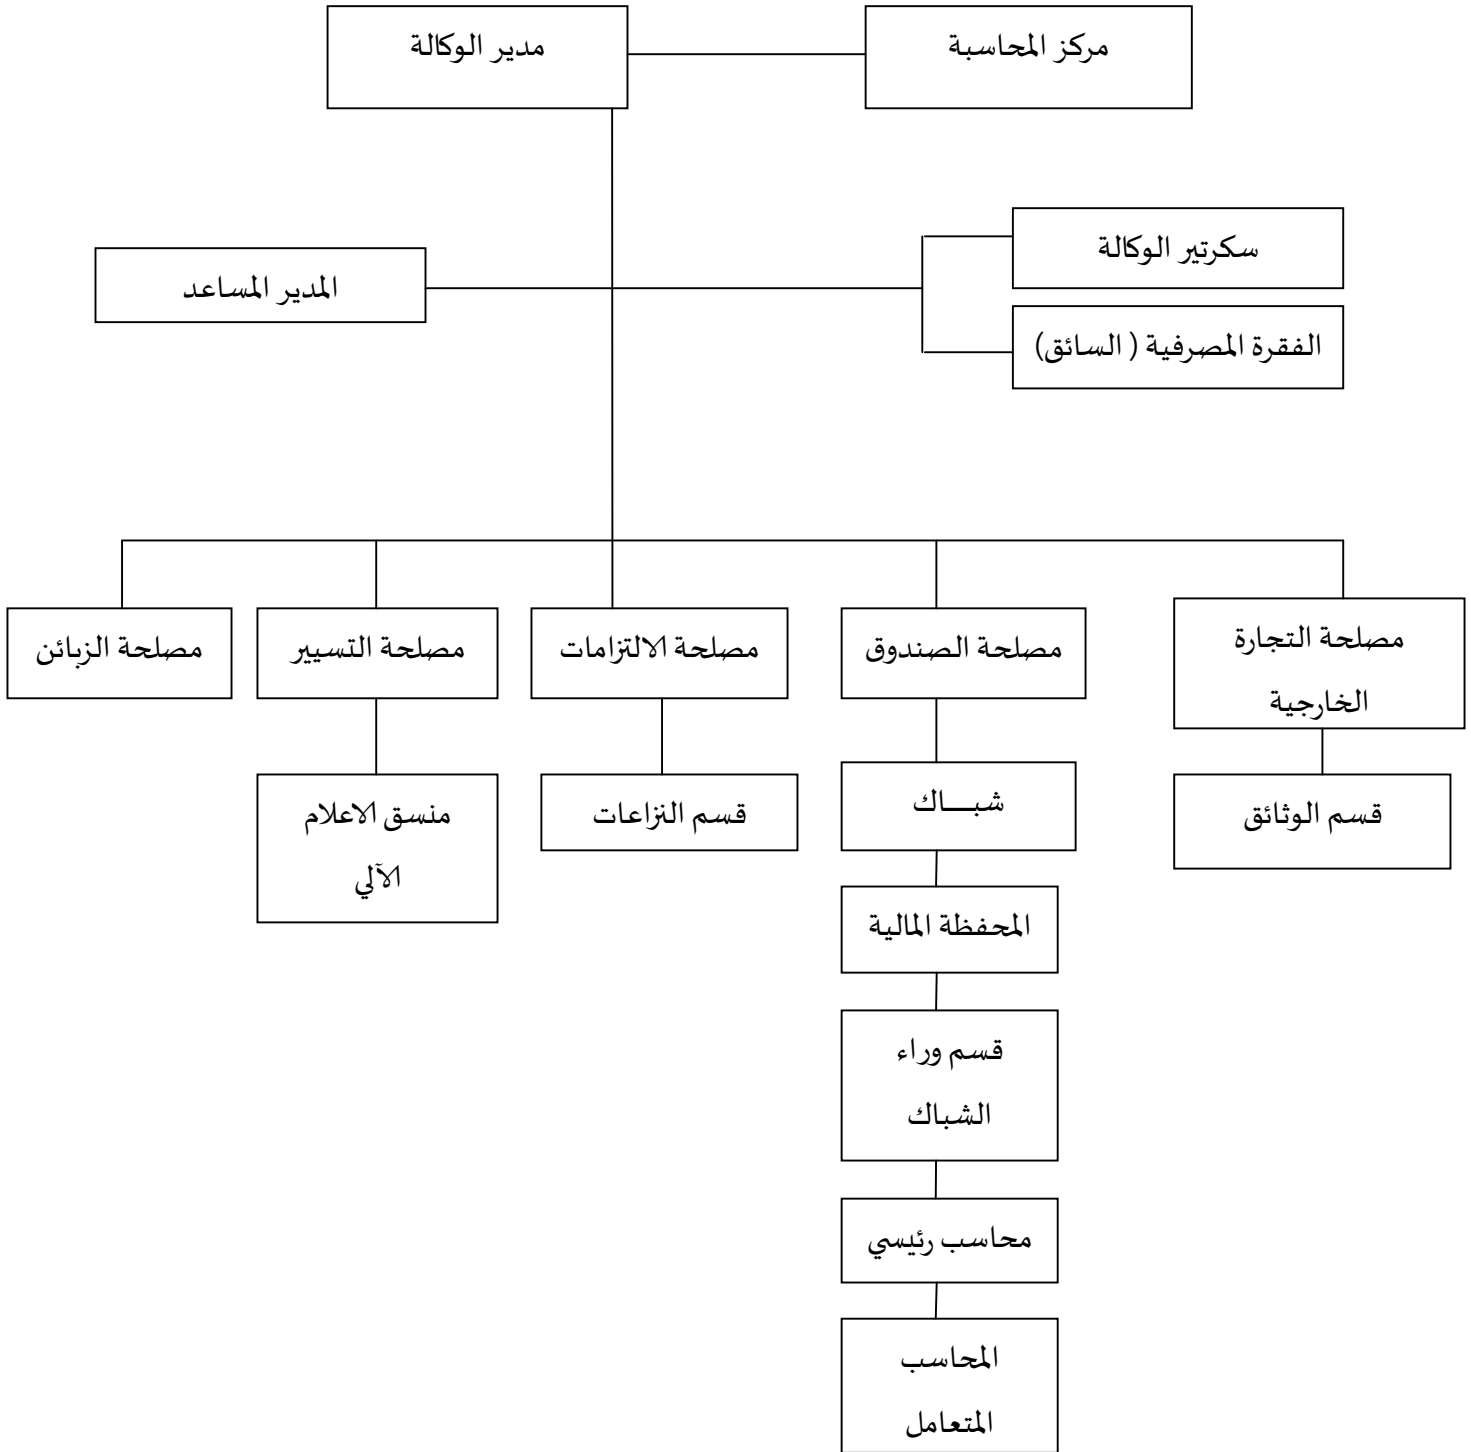 مركز المحاسبة
مدير الوكالة
سكرتير الوكالة
المدير المساعد
الفقرة المصرفية ( السائق)
مصلحة التجارة
الخارجية
مصلحة الصندوق
مصلحة الالتزامات
مصلحة التسيير
مصلحة الزبائن
قسم الوثائق
شبـــاك
قسم النزاعات
منسق الاعلام
الآلي
المحفظة المالية
قسم وراء
الشباك
محاسب رئيسي
المحاسب
المتعامل